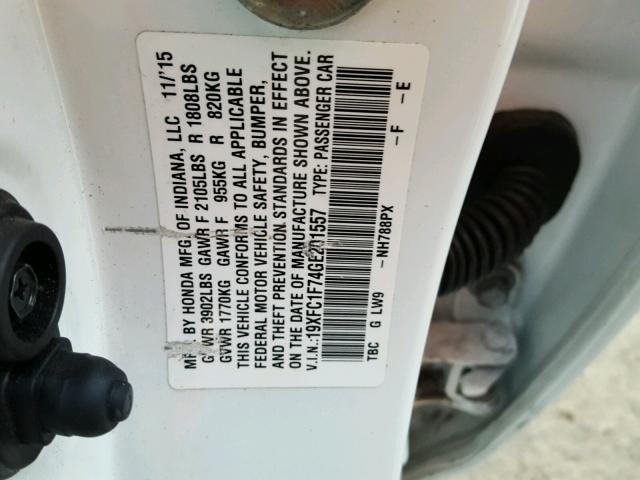 MFD. BY HONDA MFG. OF INDIANA, LLC 11/'15
GVWR 3902LBS GAWR F 2105LBS R 1808LBS
GVWR 1770KG GAWR F 955KG R 820KG
THIS VEHICLE CONFORMS TO ALL APPLICABLE
FEDERAL MOTOR VEHICLE SAFETY, BUMPER,
AND THEFT PREVENTION STANDARDS IN EFFECT
ON THE DATE OF MANUFACTURE SHOWN ABOVE.
V.I.N.:19XFC1F74GE201557 TYPE: PASSENGER CAR
TBC G LW9 -NH788PX -F -E